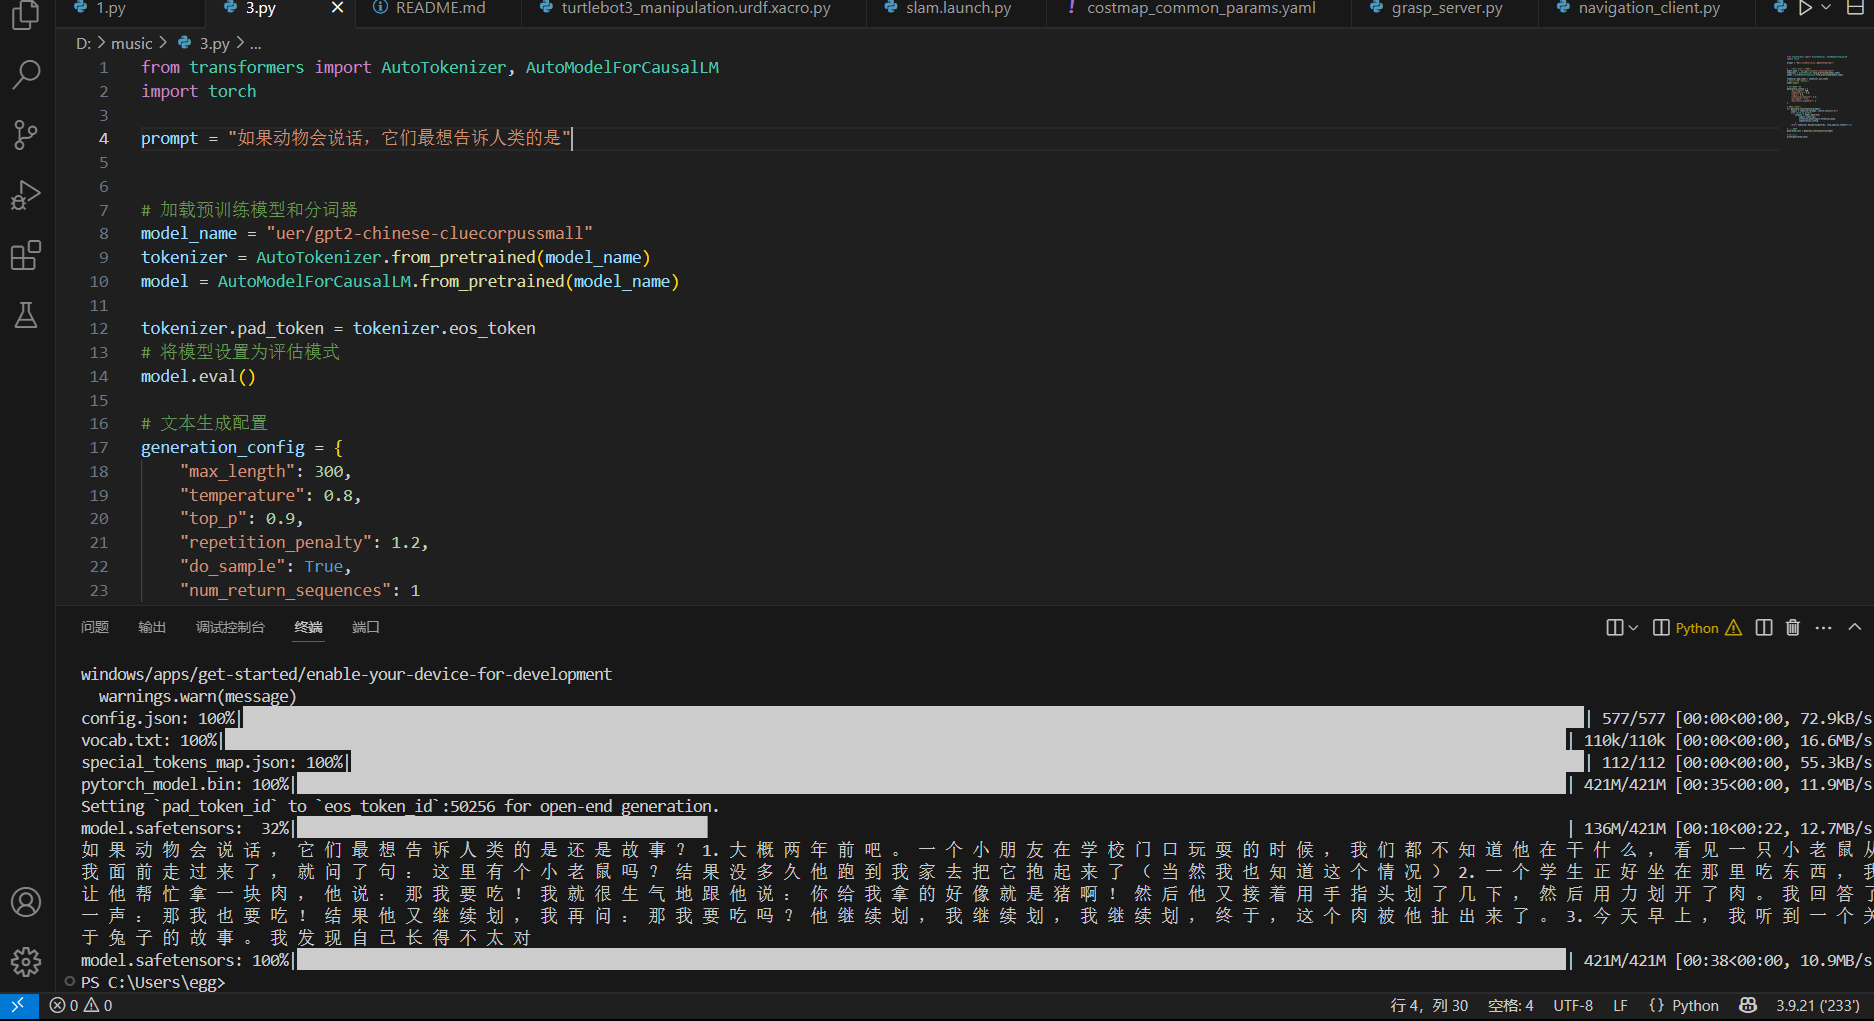 1.py
3.py
README.md
turtlebot3_manipulation.urdf.xacro.py
slam.launch.py
costmap_common_params.yaml
grasp_server.py
navigation_client.py
D: > music > 3.py > ...
1 from transformers import AutoTokenizer, AutoModelForCausalLM
2 import torch
3
4 prompt = "如果动物会说话，它们最想告诉人类的是"
5
6
7 # 加载预训练模型和分词器
8 model_name = "uer/gpt2-chinese-cluecorpussmall"
9 tokenizer = AutoTokenizer.from_pretrained(model_name)
10 model = AutoModelForCausalLM.from_pretrained(model_name)
11
12 tokenizer.pad_token = tokenizer.eos_token
13 # 将模型设置为评估模式
14 model.eval()
15
16 # 文本生成配置
17 generation_config = {
18 "max_length": 300,
19 "temperature": 0.8,
20 "top_p": 0.9,
21 "repetition_penalty": 1.2,
22 "do_sample": True,
23 "num_return_sequences": 1
问题 输出 调试控制台 终端 端口
Python
windows/apps/get-started/enable-your-device-for-development
warnings.warn(message)
config.json: 100%| | 577/577 [00:00<00:00, 72.9kB/s
vocab.txt: 100%| | 110k/110k [00:00<00:00, 16.6MB/s
special_tokens_map.json: 100%| | 112/112 [00:00<00:00, 55.3kB/s
pytorch_model.bin: 100%| | 421M/421M [00:35<00:00, 11.9MB/s
Setting `pad_token_id` to `eos_token_id`:50256 for open-end generation.
model.safetensors: 32%| | 136M/421M [00:10<00:22, 12.7MB/s
如 果 动 物 会 说 话 ， 它 们 最 想 告 诉 人 类 的 是 还 是 故 事 ？ 1. 大 概 两 年 前 吧 。 一 个 小 朋 友 在 学 校 门 口 玩 耍 的 时 候 ， 我 们 都 不 知 道 他 在 干 什 么 ， 看 见 一 只 小 老 鼠 从
我 面 前 走 过 来 了 ， 就 问 了 句 ： 这 里 有 个 小 老 鼠 吗 ？ 结 果 没 多 久 他 跑 到 我 家 去 把 它 抱 起 来 了 （ 当 然 我 也 知 道 这 个 情 况 ） 2. 一 个 学 生 正 好 坐 在 那 里 吃 东 西 ， 我
让 他 帮 忙 拿 一 块 肉 ， 他 说 ： 那 我 要 吃 ！ 我 就 很 生 气 地 跟 他 说 ： 你 给 我 拿 的 好 像 就 是 猪 啊 ！ 然 后 他 又 接 着 用 手 指 头 划 了 几 下 ， 然 后 用 力 划 开 了 肉 。 我 回 答 了
一 声 ： 那 我 也 要 吃 ！ 结 果 他 又 继 续 划 ， 我 再 问 ： 那 我 要 吃 吗 ？ 他 继 续 划 ， 我 继 续 划 ， 我 继 续 划 ， 终 于 ， 这 个 肉 被 他 扯 出 来 了 。 3. 今 天 早 上 ， 我 听 到 一 个 关
于 兔 子 的 故 事 。 我 发 现 自 己 长 得 不 太 对
model.safetensors: 100%| | 421M/421M [00:38<00:00, 10.9MB/s
PS C:\Users\egg>
0 0 行 4，列 30 空格: 4 UTF-8 LF {} Python 3.9.21 ('233')